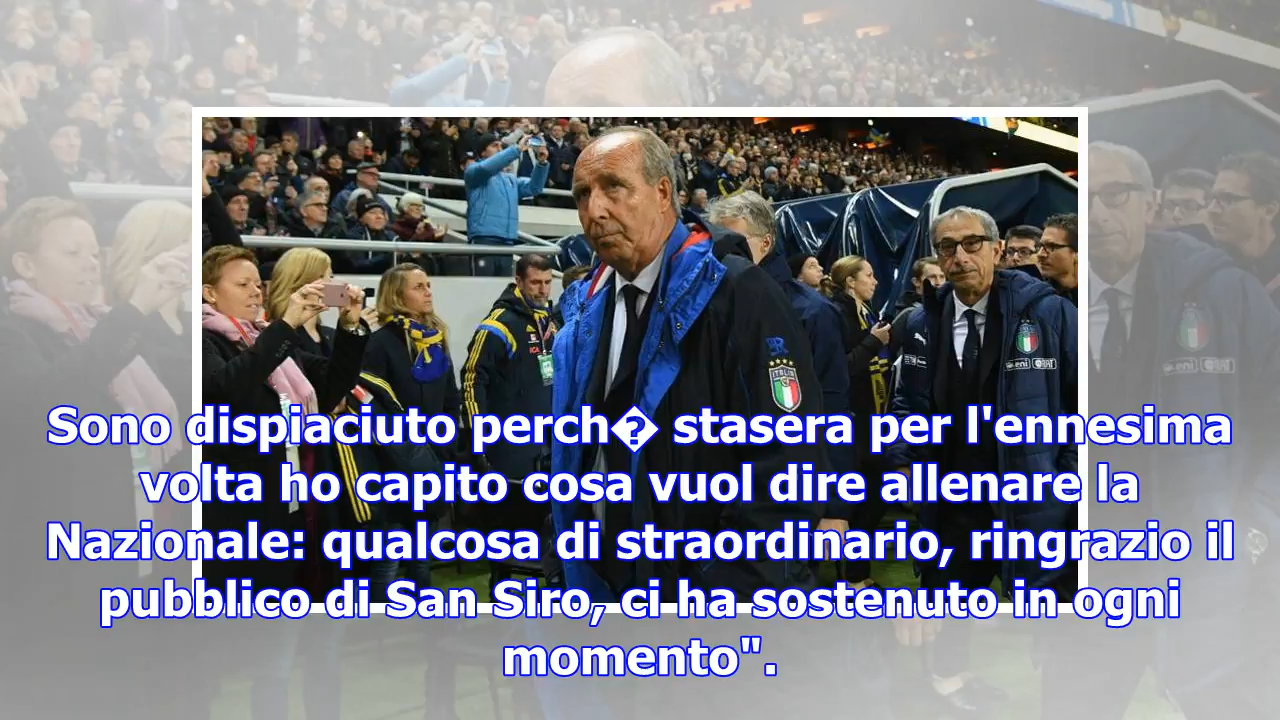 ITALIA
Sono dispiaciuto perch� stasera per l'ennesima
volta ho capito cosa vuol dire allenare la
Nazionale: qualcosa di straordinario, ringrazio il
pubblico di San Siro, ci ha sostenuto in ogni
momento".